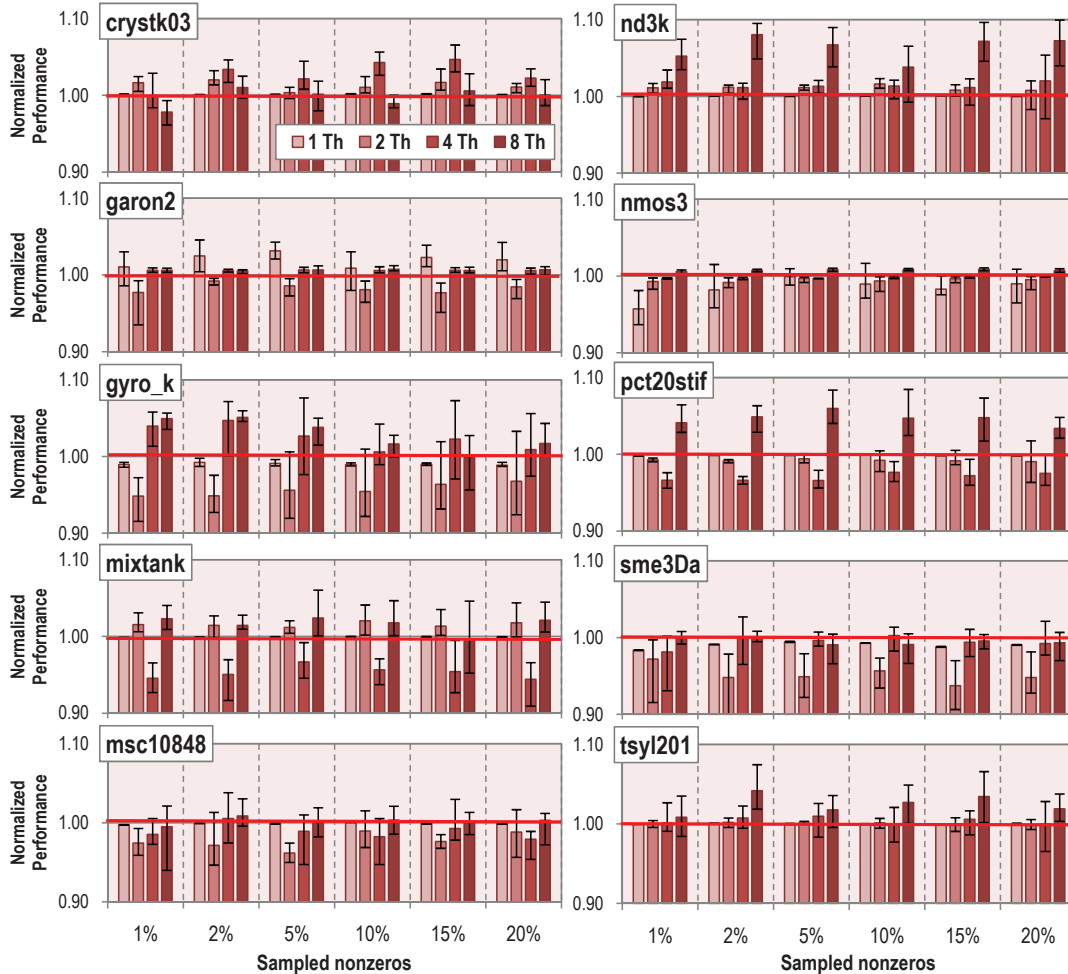 crystk03
1.10
1.00
0.90
Normalized
Performance
1 Th 2 Th 4 Th 8 Th
nd3k
1.10
1.00
0.90
garon2
1.10
1.00
0.90
Normalized
Performance
nmos3
1.10
1.00
0.90
gyro_k
1.10
1.00
0.90
Normalized
Performance
pct20stif
1.10
1.00
0.90
mixtank
1.10
1.00
0.90
Normalized
Performance
sme3Da
1.10
1.00
0.90
msc10848
1.10
1.00
0.90
Normalized
Performance
tsyl201
1.10
1.00
0.90
1% 2% 5% 10% 15% 20%
Sampled nonzeros
1% 2% 5% 10% 15% 20%
Sampled nonzeros